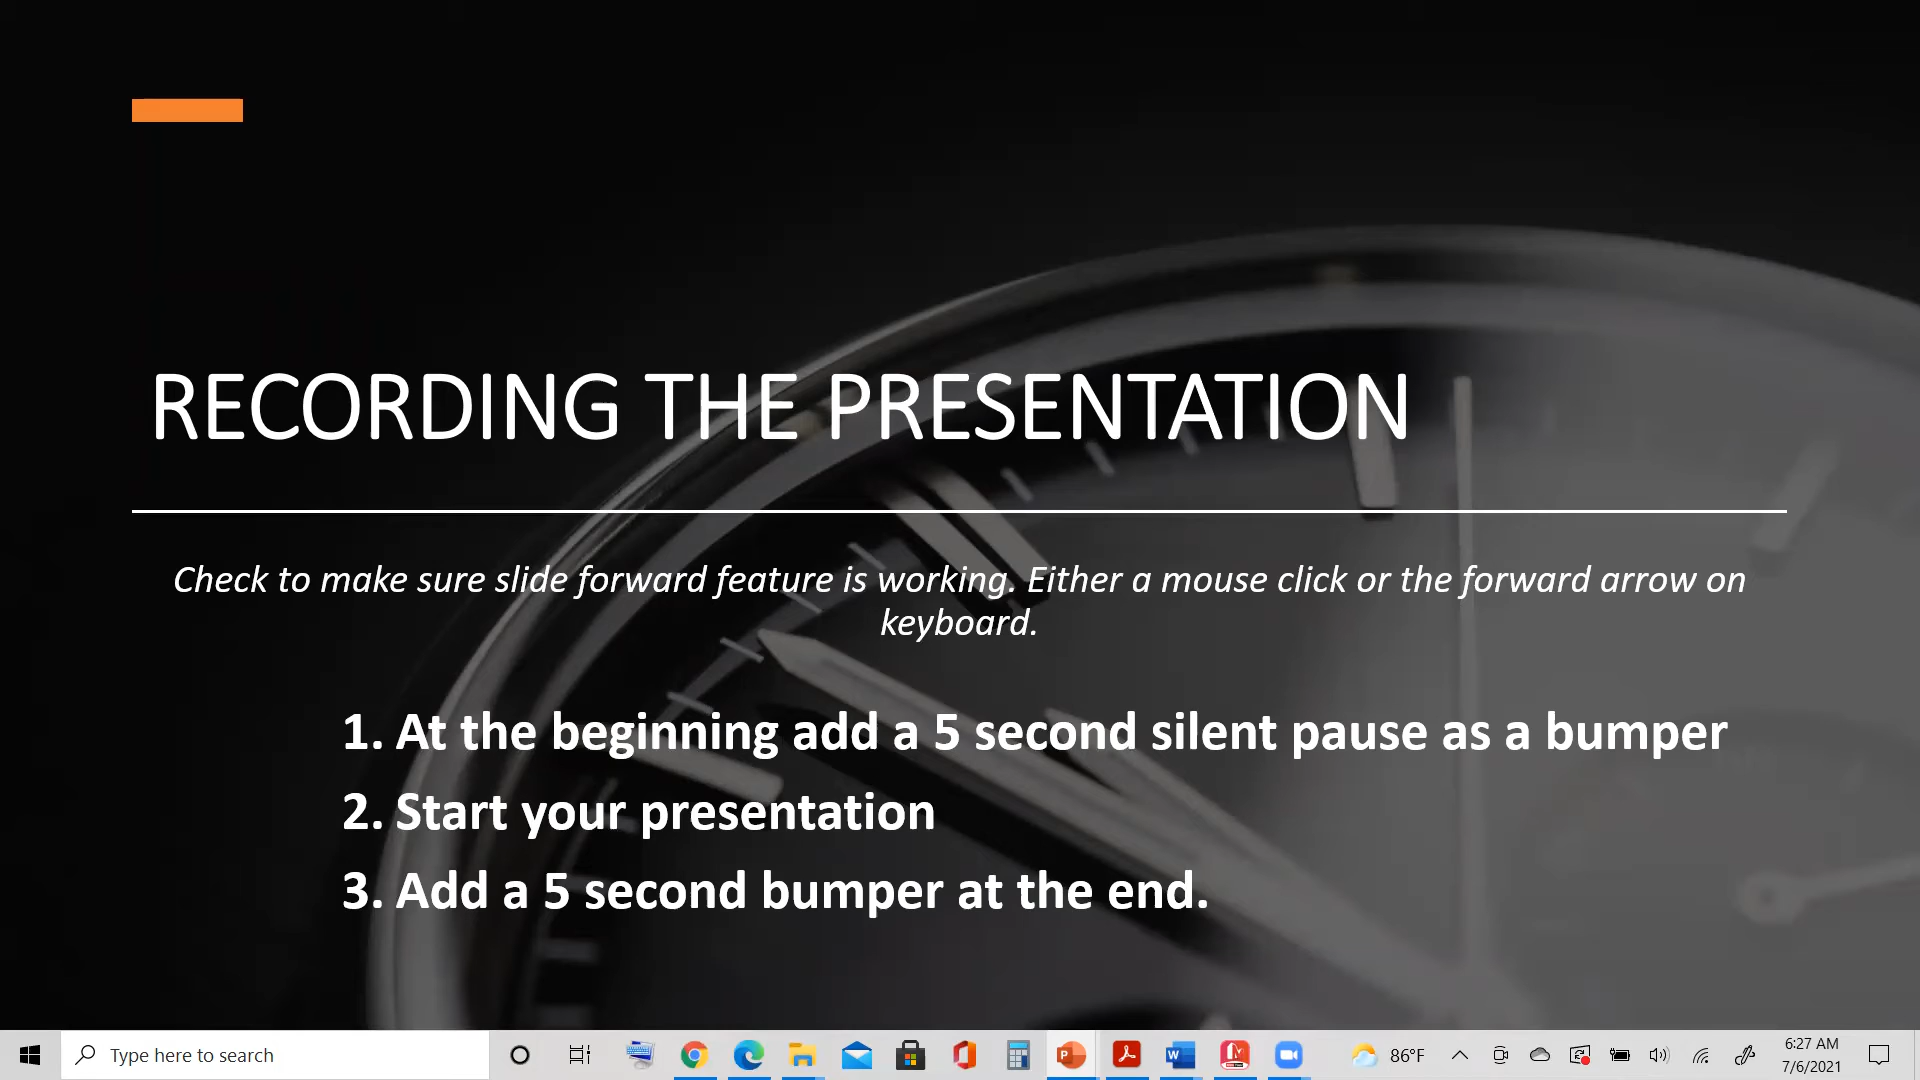 RECORDING THE PRESENTATION
Check to make sure slide forward feature is working. Either a mouse click or the forward arrow on
keyboard.
1. At the beginning add a 5 second silent pause as a bumper
2. Start your presentation
3. Add a 5 second bumper at the end.
Type here to search
86°F
6:27 AM
7/6/2021